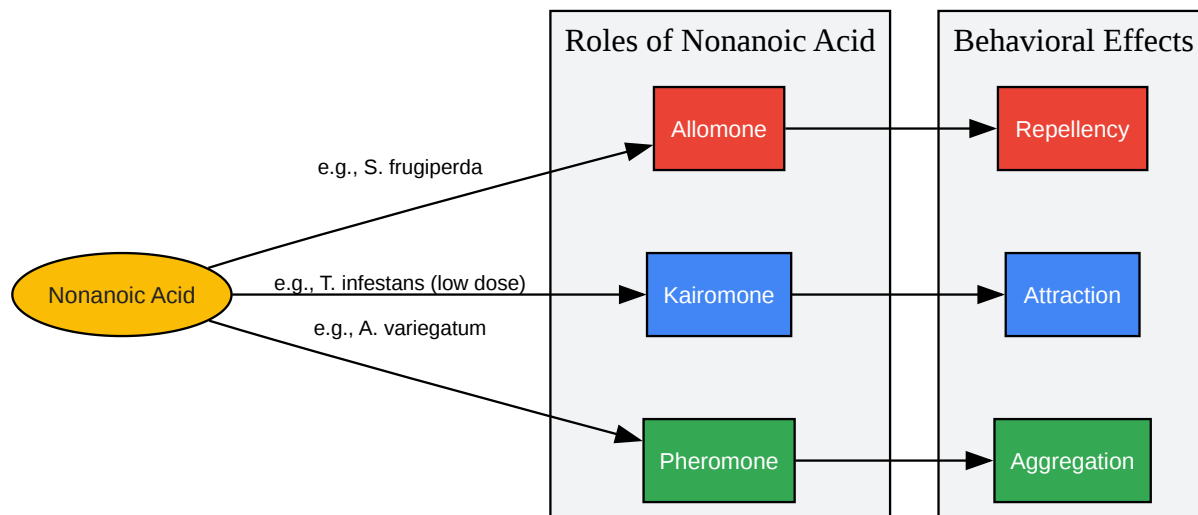 Roles of Nonanoic Acid
Behavioral Effects
Allomone
Repellency
e.g., S. frugiperda
Nonanoic Acid
e.g., T. infestans (low dose)
Kairomone
Attraction
e.g., A. variegatum
Pheromone
Aggregation